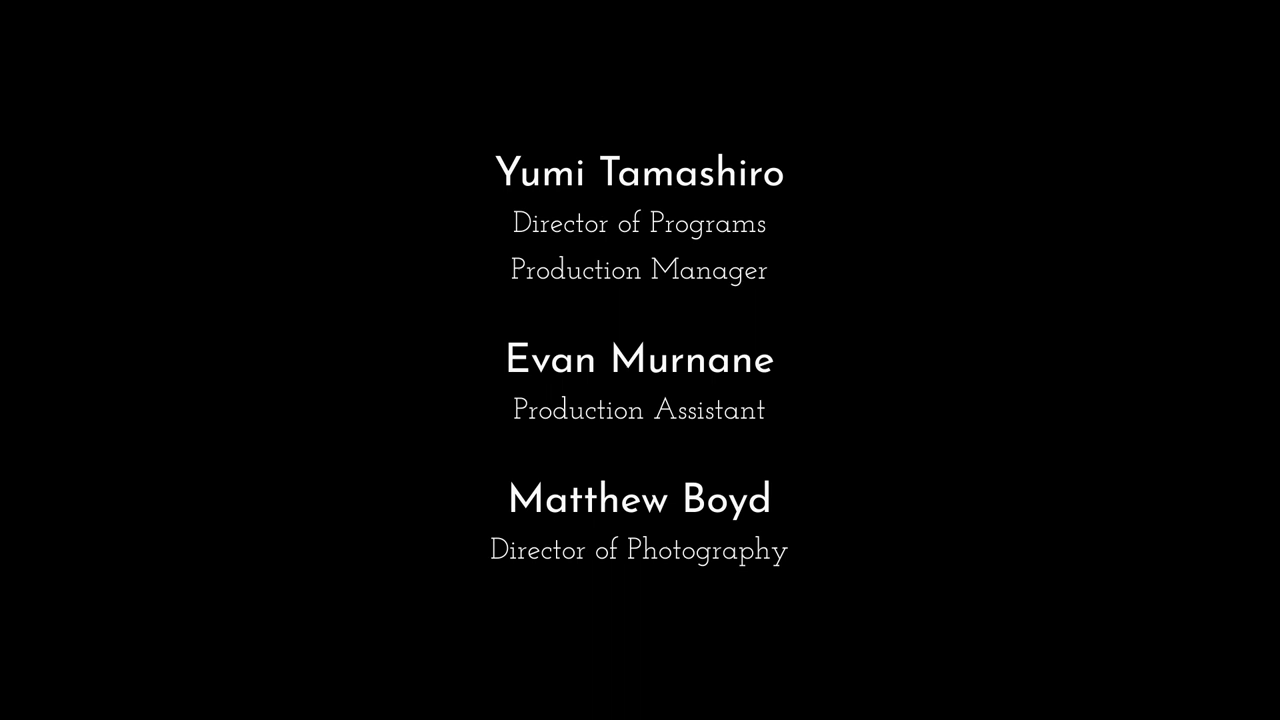 Yumi Tamashiro
Director of Programs
Production Manager
Evan Murnane
Production Assistant
Matthew Boyd
Director of Photography